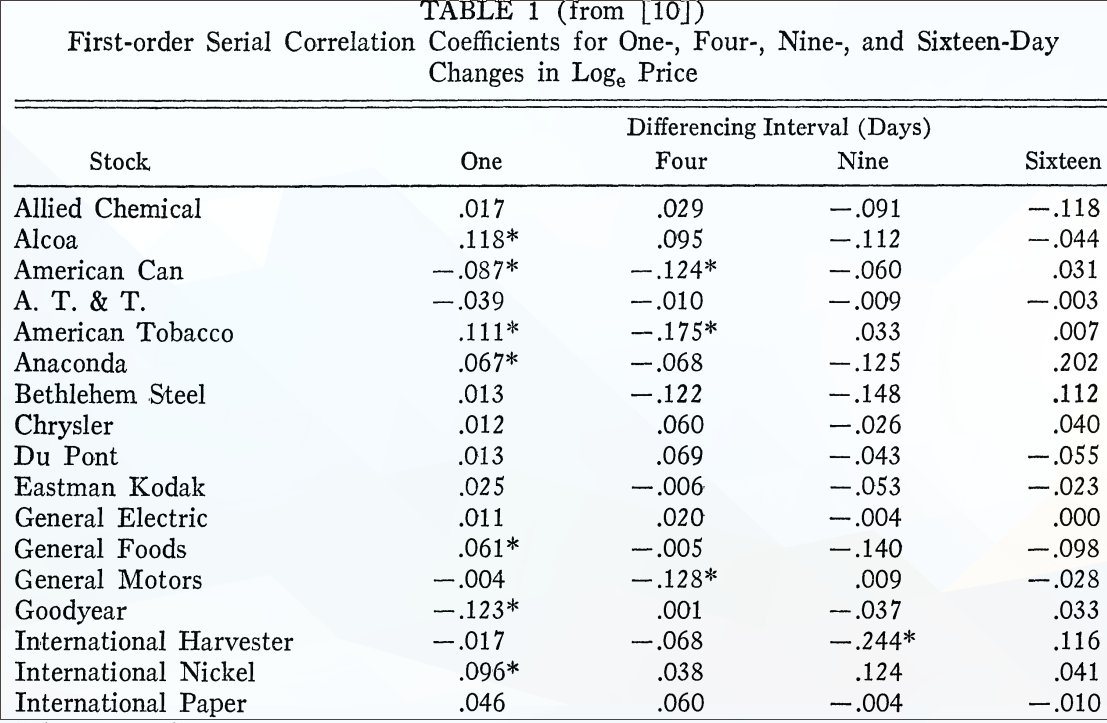 TABLE 1 (from [10])
First-order Serial Correlation Coefficients for One-, Four-, Nine-, and Sixteen-Day
Changes in Logₑ Price
Differencing Interval (Days)
Stock One Four Nine Sixteen
Allied Chemical .017 .029 —.091 —.118
Alcoa .118* .095 —.112 —.044
American Can —.087* —.124* —.060 .031
A. T. & T. —.039 —.010 —.009 —.003
American Tobacco .111* —.175* .033 .007
Anaconda .067* —.068 —.125 .202
Bethlehem Steel .013 —.122 —.148 .112
Chrysler .012 .060 —.026 .040
Du Pont .013 .069 —.043 —.055
Eastman Kodak .025 —.006 —.053 —.023
General Electric .011 .020 —.004 .000
General Foods .061* —.005 —.140 —.098
General Motors —.004 —.128* .009 —.028
Goodyear —.123* .001 —.037 .033
International Harvester —.017 —.068 —.244* .116
International Nickel .096* .038 .124 .041
International Paper .046 .060 —.004 —.010